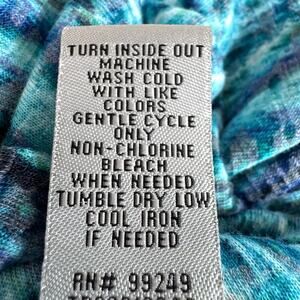 TURN INSIDE OUT
MACHINE
WASH COLD
WITH LIKE
COLORS
GENTLE CYCLE
ONLY
NON-CHLORINE
BLEACH
WHEN NEEDED
TUMBLE DRY LOW
COOL IRON
IF NEEDED
RN# 99249